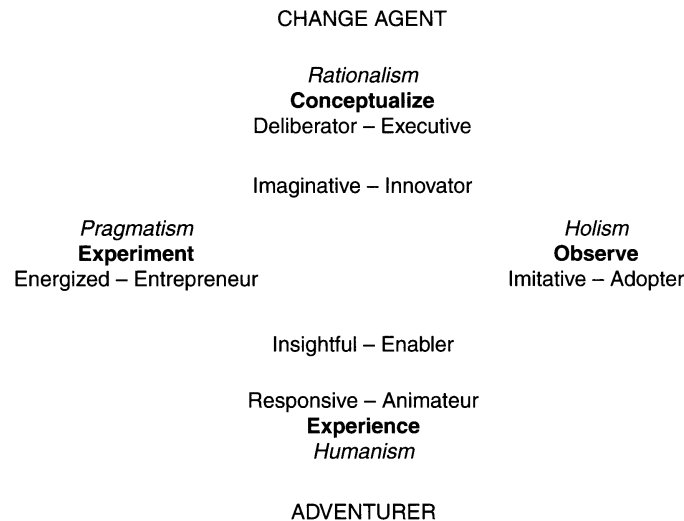 CHANGE AGENT
Rationalism
Conceptualize
Deliberator – Executive
Imaginative – Innovator
Pragmatism
Experiment
Energized – Entrepreneur
Holism
Observe
Imitative – Adopter
Insightful – Enabler
Responsive – Animateur
Experience
Humanism
ADVENTURER